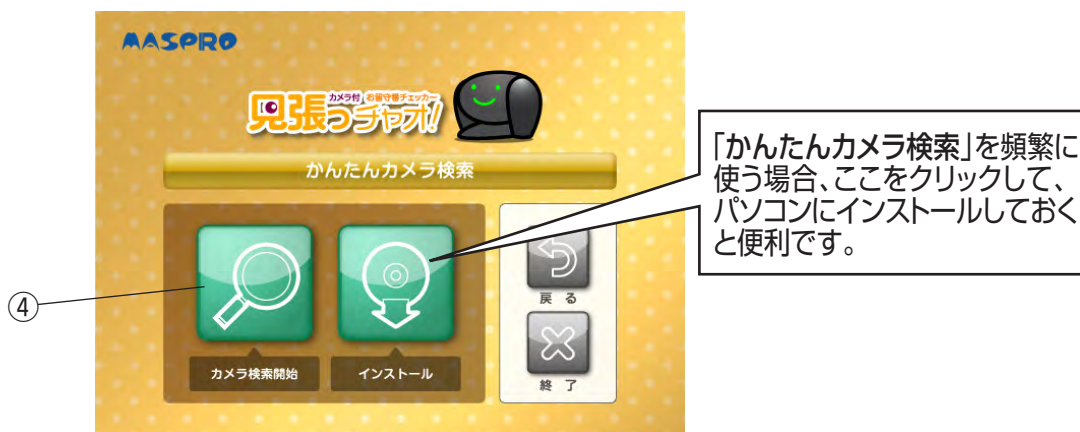 MASPRO
カメラ付 お留守番チェッカー
見張っチャオ!
かんたんカメラ検索
「かんたんカメラ検索」を頻繁に
使う場合、ここをクリックして、
パソコンにインストールしておく
と便利です。
④
カメラ検索開始
インストール
戻る
終了